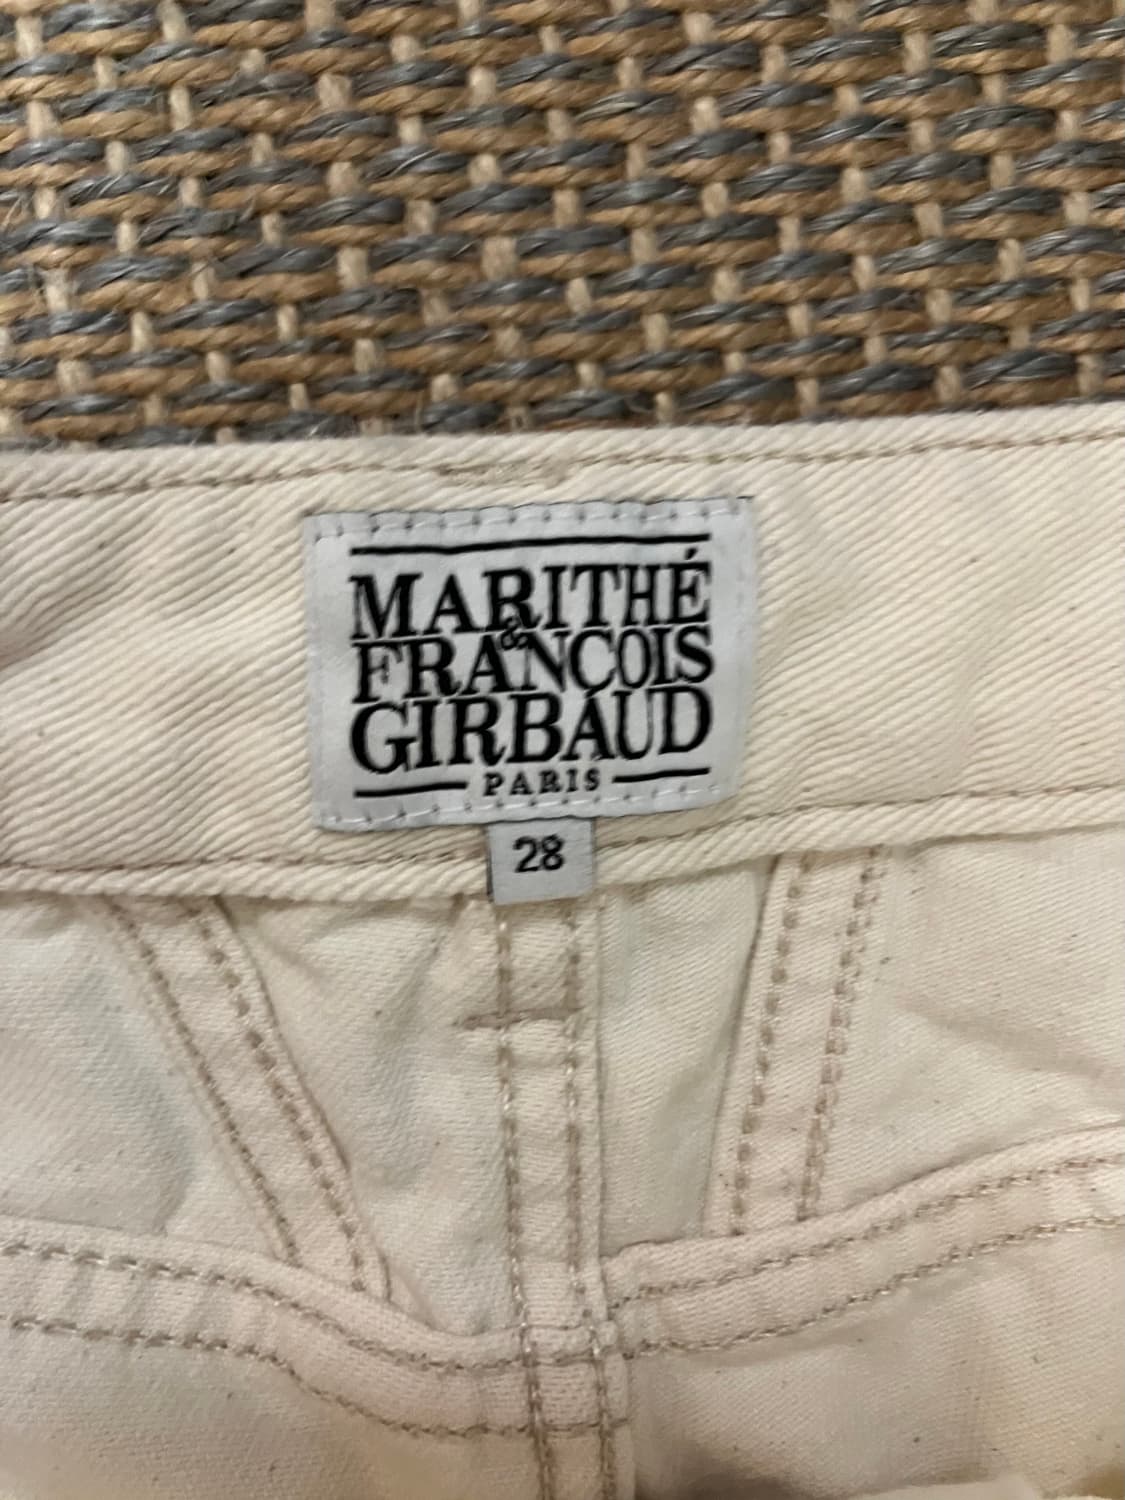 MARITHÉ
&
FRANÇOIS
GIRBAUD
PARIS
28